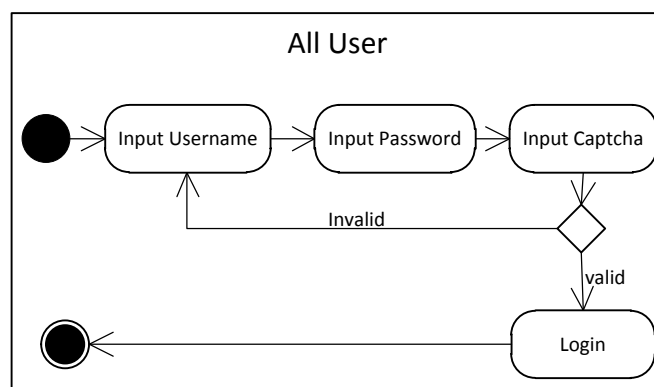 All User
Input Username
Input Password
Input Captcha
Invalid
valid
Login